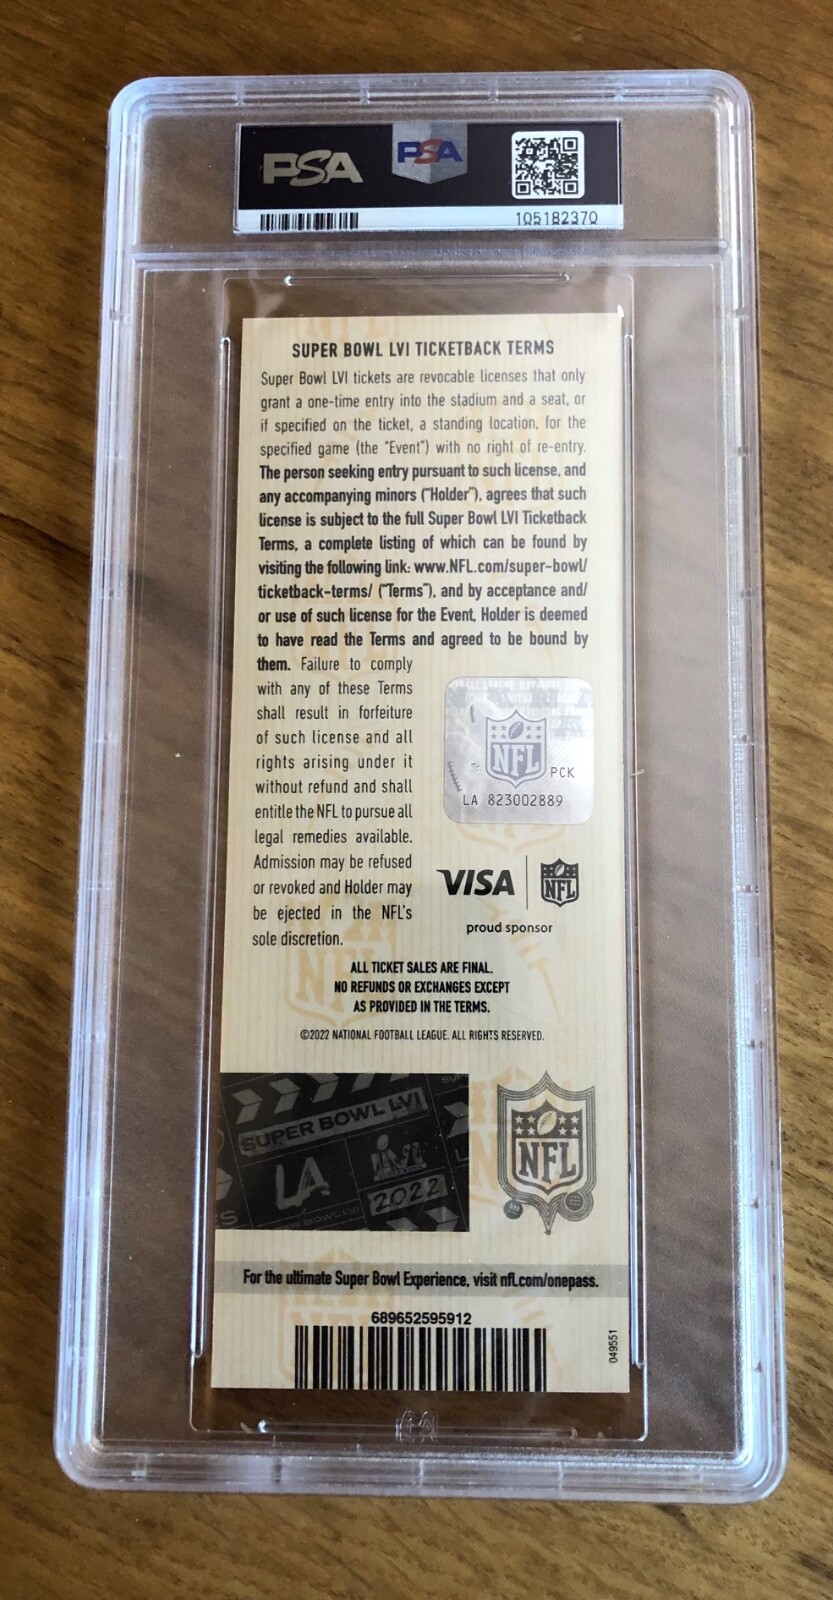 PSA
PSA
105182370
SUPER BOWL LVI TICKETBACK TERMS
Super Bowl LVI tickets are revocable licenses that only
grant a one-time entry into the stadium and a seat, or
if specified on the ticket, a standing location, for the
specified game (the "Event") with no right of re-entry.
The person seeking entry pursuant to such license, and
any accompanying minors ("Holder"), agrees that such
license is subject to the full Super Bowl LVI Ticketback
Terms, a complete listing of which can be found by
visiting the following link: www.NFL.com/super-bowl/
ticketback-terms/ ("Terms"), and by acceptance and/
or use of such license for the Event, Holder is deemed
to have read the Terms and agreed to be bound by
them. Failure to comply
with any of these Terms
shall result in forfeiture
of such license and all
rights arising under it
without refund and shall
entitle the NFL to pursue all
legal remedies available.
Admission may be refused
or revoked and Holder may
be ejected in the NFL's
sole discretion.
NFL
PCK
LA 823002889
VISA
NFL
proud sponsor
ALL TICKET SALES ARE FINAL.
NO REFUNDS OR EXCHANGES EXCEPT
AS PROVIDED IN THE TERMS.
©2022 NATIONAL FOOTBALL LEAGUE. ALL RIGHTS RESERVED.
SUPER BOWL LVI
LA
LVI
2022
SUPER BOWL LVI
NFL
For the ultimate Super Bowl Experience, visit nfl.com/onepass.
689652595912
049551